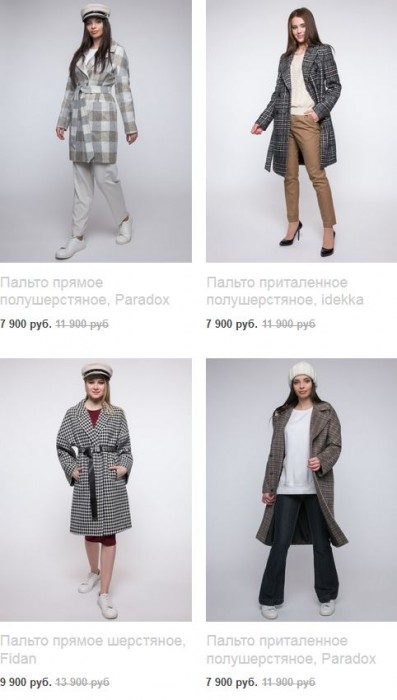 Пальто прямое
полушерстяное, Paradox
7 900 руб. 11 900 руб
Пальто приталенное
полушерстяное, idekka
7 900 руб. 11 900 руб
Пальто прямое шерстяное,
Fidan
9 900 руб. 13 900 руб
Пальто приталенное
полушерстяное, Paradox
7 900 руб. 11 900 руб